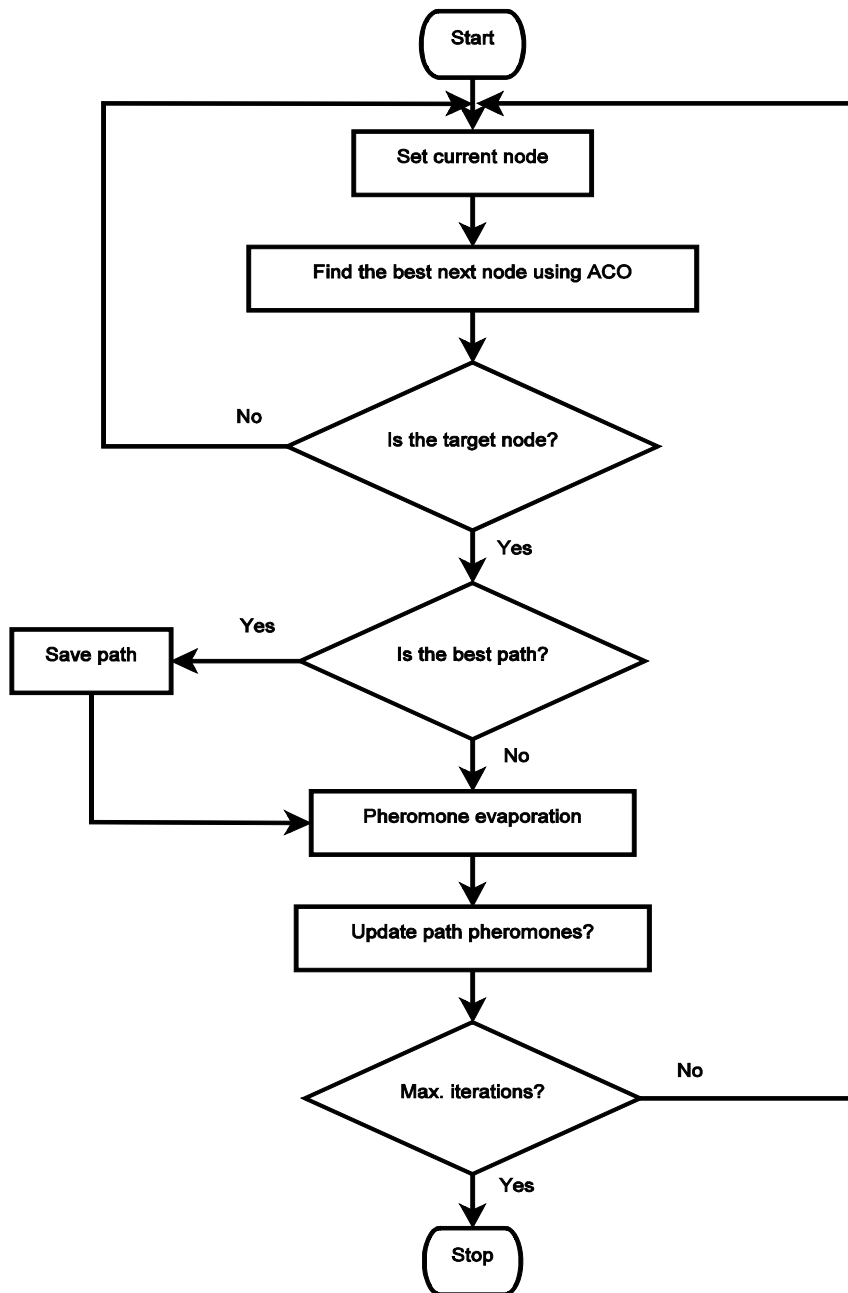 Start
Set current node
Find the best next node using ACO
No
Is the target node?
Yes
Yes
Save path
Is the best path?
No
Pheromone evaporation
Update path pheromones?
No
Max. iterations?
Yes
Stop